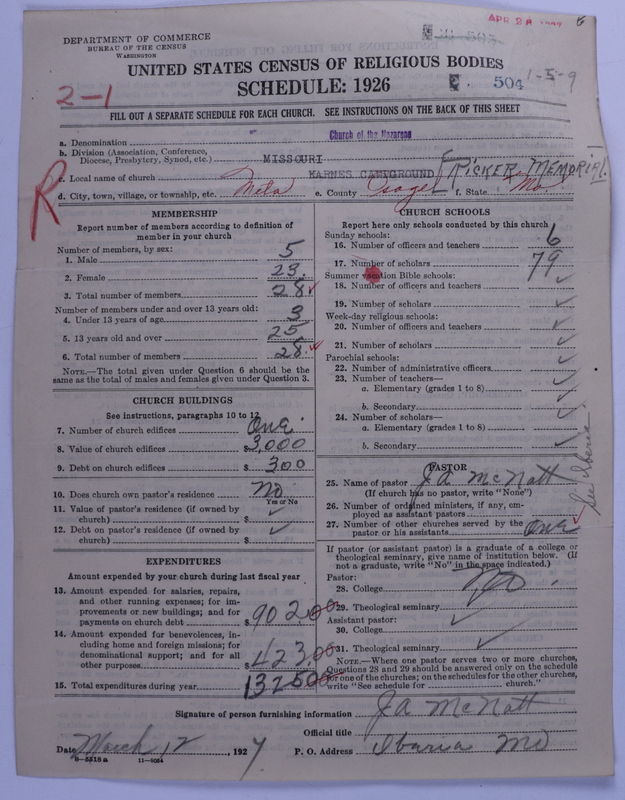 APR 28
DEPARTMENT OF COMMERCE
BUREAU OF THE CENSUS
WASHINGTON
UNITED STATES CENSUS OF RELIGIOUS BODIES
SCHEDULE: 1926
504
1-5-9
2-1
FILL OUT A SEPARATE SCHEDULE FOR EACH CHURCH. SEE INSTRUCTIONS ON THE BACK OF THIS SHEET
a. Denomination Church of the Nazarene
b. Division (Association, Conference, Diocese, Presbytery, Synod, etc.) MISSOURI
c. Local name of church KARNES CAMPGROUND [RICKER MEMORIAL]
d. City, town, village, or township, etc. Meta e. County Osage f. State Mo.
R
MEMBERSHIP
Report number of members according to definition of
member in your church
Number of members, by sex:
1. Male 5
2. Female 23.
3. Total number of members 28
Number of members under and over 13 years old:
4. Under 13 years of age 3
5. 13 years old and over 25
6. Total number of members 28.
NOTE.—The total given under Question 6 should be
same as the total of males and females given under Question 3.
CHURCH BUILDINGS
See instructions, paragraphs 10 to 12
7. Number of church edifices One
8. Value of church edifices $3,000
9. Debt on church edifices $300
10. Does church own pastor's residence No
Yes or No
11. Value of pastor's residence (if owned by
church) $ ✓
12. Debt on pastor's residence (if owned by
church) $ ✓
EXPENDITURES
Amount expended by your church during last fiscal year
13. Amount expended for salaries, repairs,
and other running expenses; for im-
provements or new buildings; and for
payments on church debt $902.00
14. Amount expended for benevolences, in-
cluding home and foreign missions; for
denominational support; and for all
other purposes $423.00
15. Total expenditures during year 1325.00
CHURCH SCHOOLS
Report here only schools conducted by this church
Sunday schools:
16. Number of officers and teachers 6
17. Number of scholars 79
Summer vacation Bible schools:
18. Number of officers and teachers ✓
19. Number of scholars ✓
Week-day religious schools:
20. Number of officers and teachers ✓
21. Number of scholars ✓
Parochial schools:
22. Number of administrative officers ✓
23. Number of teachers—
a. Elementary (grades 1 to 8) ✓
b. Secondary ✓
24. Number of scholars—
a. Elementary (grades 1 to 8)
b. Secondary ✓
See Iberia
PASTOR
25. Name of pastor J A McNatt
(If church has no pastor, write "None")
26. Number of ordained ministers, if any, em-
ployed as assistant pastors
27. Number of other churches served by the
pastor or his assistants One
If pastor (or assistant pastor) is a graduate of a college or
theological seminary, give name of institution below. (If
not a graduate, write "No" in the space indicated.)
Pastor:
28. College No
29. Theological seminary
Assistant pastor:
30. College ✓
31. Theological seminary ✓
NOTE.—Where one pastor serves two or more churches,
Questions 28 and 29 should be answered only on the schedule
for one of the churches; on the schedules for the other churches,
write "See schedule for church."
Signature of person furnishing information J A McNatt
Official title
Date March 12, 1927 P. O. Address Ibaria Mo
8-5518a 11-9054